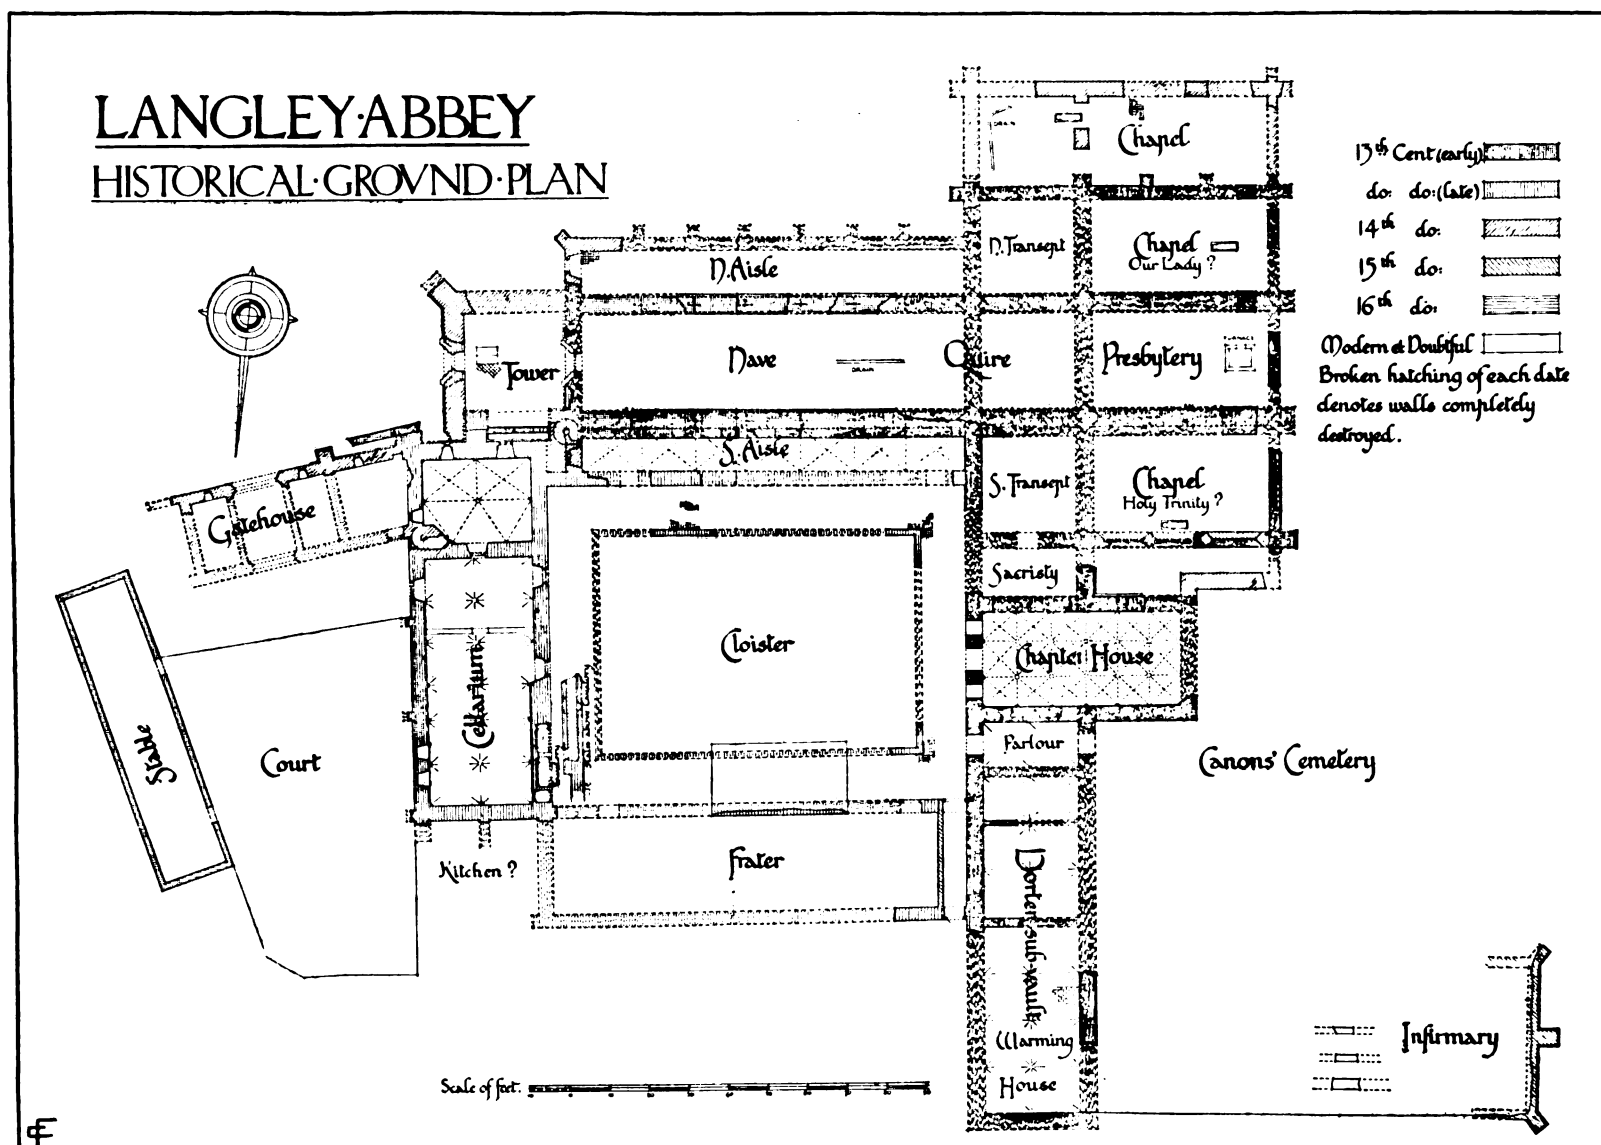 LANGLEY·ABBEY
HISTORICAL·GROVND·PLAN
13th Cent (early)
do: do: (late)
14th do:
15th do:
16th do:
Modern et Doubtful
Broken hatching of each date
denotes walls completely
destroyed.
Chapel
DRAIN
N. Transept
Chapel
Our Lady ?
N. Aisle
Tower
Nave
DRAIN
Quire
Presbytery
S. Aisle
S. Transept
Chapel
Holy Trinity ?
Gatehouse
Sacristy
Cloister
Chapter House
Cellarium
Stable
Court
Parlour
Canons' Cemetery
Kitchen ?
Frater
Dorter sub-vault
Warming
House
Infirmary
Scale of feet.